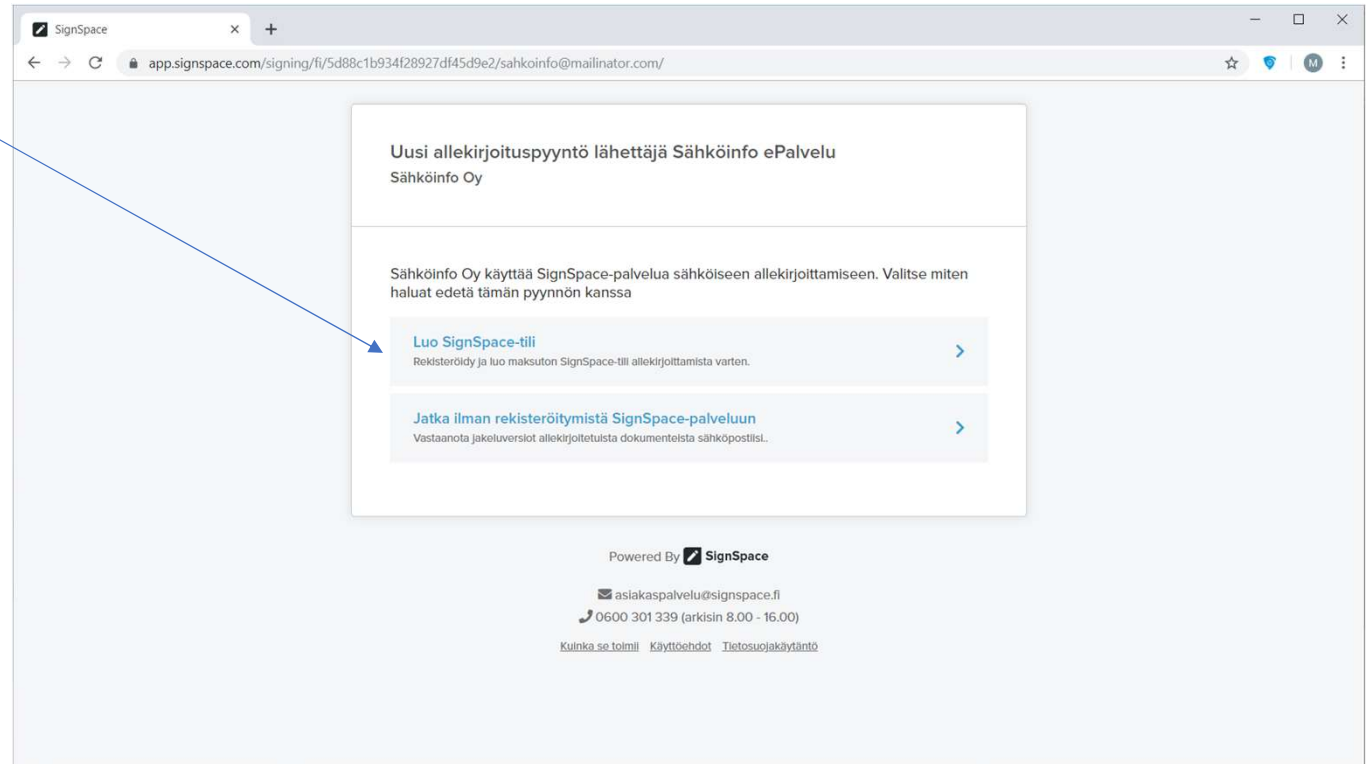 SignSpace
app.signspace.com/signing/fi/5d88c1b934f28927df45d9e2/sahkoinfo@mailinator.com/
M
Uusi allekirjoituspyyntö lähettäjä Sähköinfo ePalvelu
Sähköinfo Oy
Sähköinfo Oy käyttää SignSpace-palvelua sähköiseen allekirjoittamiseen. Valitse miten
haluat edetä tämän pyynnön kanssa
Luo SignSpace-tili
Rekisteröidy ja luo maksuton SignSpace-tili allekirjoittamista varten.
Jatka ilman rekisteröitymistä SignSpace-palveluun
Vastaanota jakeluversiot allekirjoitetuista dokumenteista sähköpostiisi..
Powered By SignSpace
asiakaspalvelu@signspace.fi
0600 301 339 (arkisin 8.00 - 16.00)
Kuinka se toimii Käyttöehdot Tietosuojakäytäntö